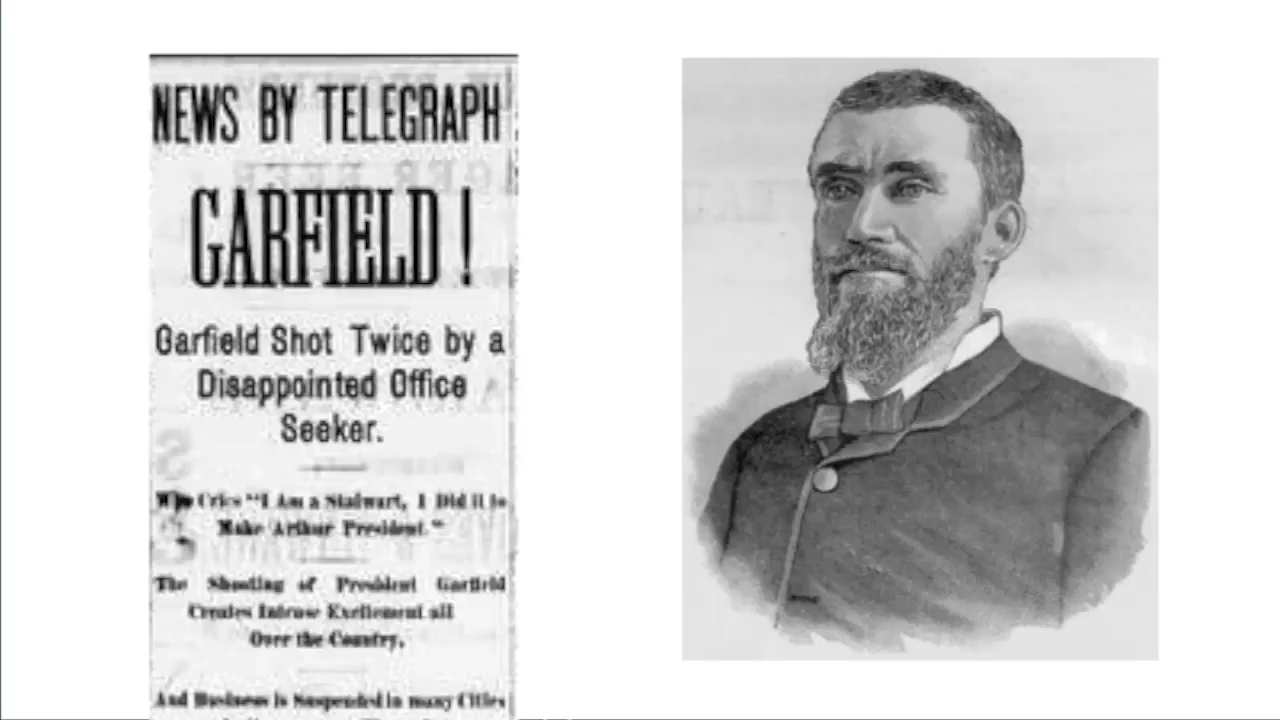 NEWS BY TELEGRAPH
GARFIELD!
Garfield Shot Twice by a
Disappointed Office
Seeker.
Who Cries "I Am a Stalwart, I Did it to
Make Arthur President."
The Shooting of President Garfield
Creates Intense Excitement all
Over the Country.
And Business is Suspended in many Cities